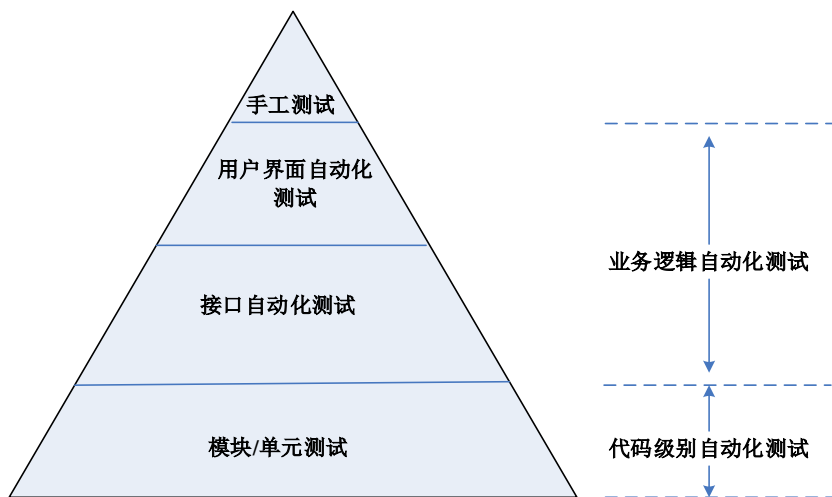 手工测试
用户界面自动化
测试
接口自动化测试
业务逻辑自动化测试
模块/单元测试
代码级别自动化测试